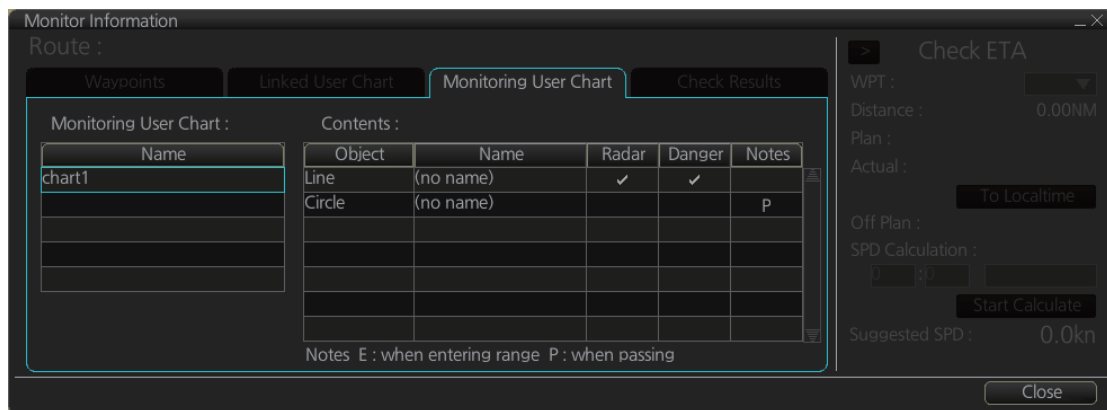 Monitor Information
Route :
Waypoints Linked User Chart Monitoring User Chart Check Results
Monitoring User Chart :
Name
chart1
Contents :
Object Name Radar Danger Notes
Line (no name) ✓ ✓
Circle (no name) P
Notes E : when entering range P : when passing
> Check ETA
WPT :
Distance : 0.00NM
Plan :
Actual :
To Localtime
Off Plan :
SPD Calculation :
0 : 0
Start Calculate
Suggested SPD : 0.0kn
Close